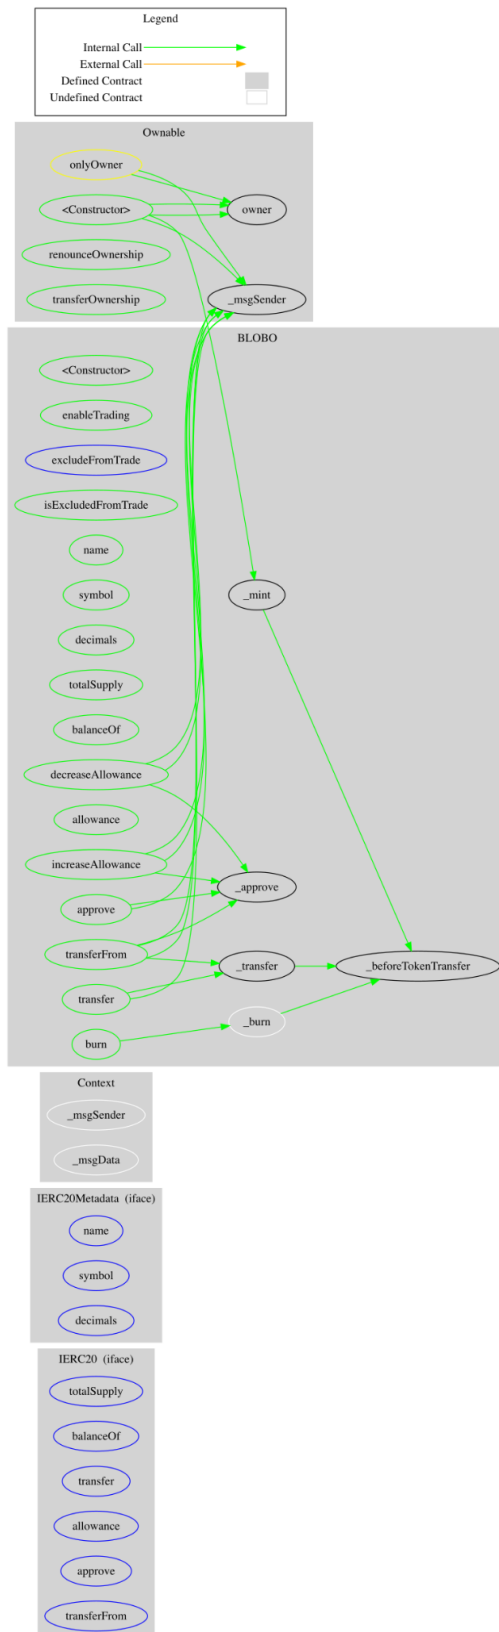 Legend
Internal Call
External Call
Defined Contract
Undefined Contract
Ownable
onlyOwner
<Constructor>
owner
renounceOwnership
transferOwnership
_msgSender
BLOBO
<Constructor>
enableTrading
excludeFromTrade
isExcludedFromTrade
name
symbol
_mint
decimals
totalSupply
balanceOf
decreaseAllowance
allowance
increaseAllowance
_approve
approve
transferFrom
_transfer
_beforeTokenTransfer
transfer
_burn
burn
Context
_msgSender
_msgData
IERC20Metadata (iface)
name
symbol
decimals
IERC20 (iface)
totalSupply
balanceOf
transfer
allowance
approve
transferFrom